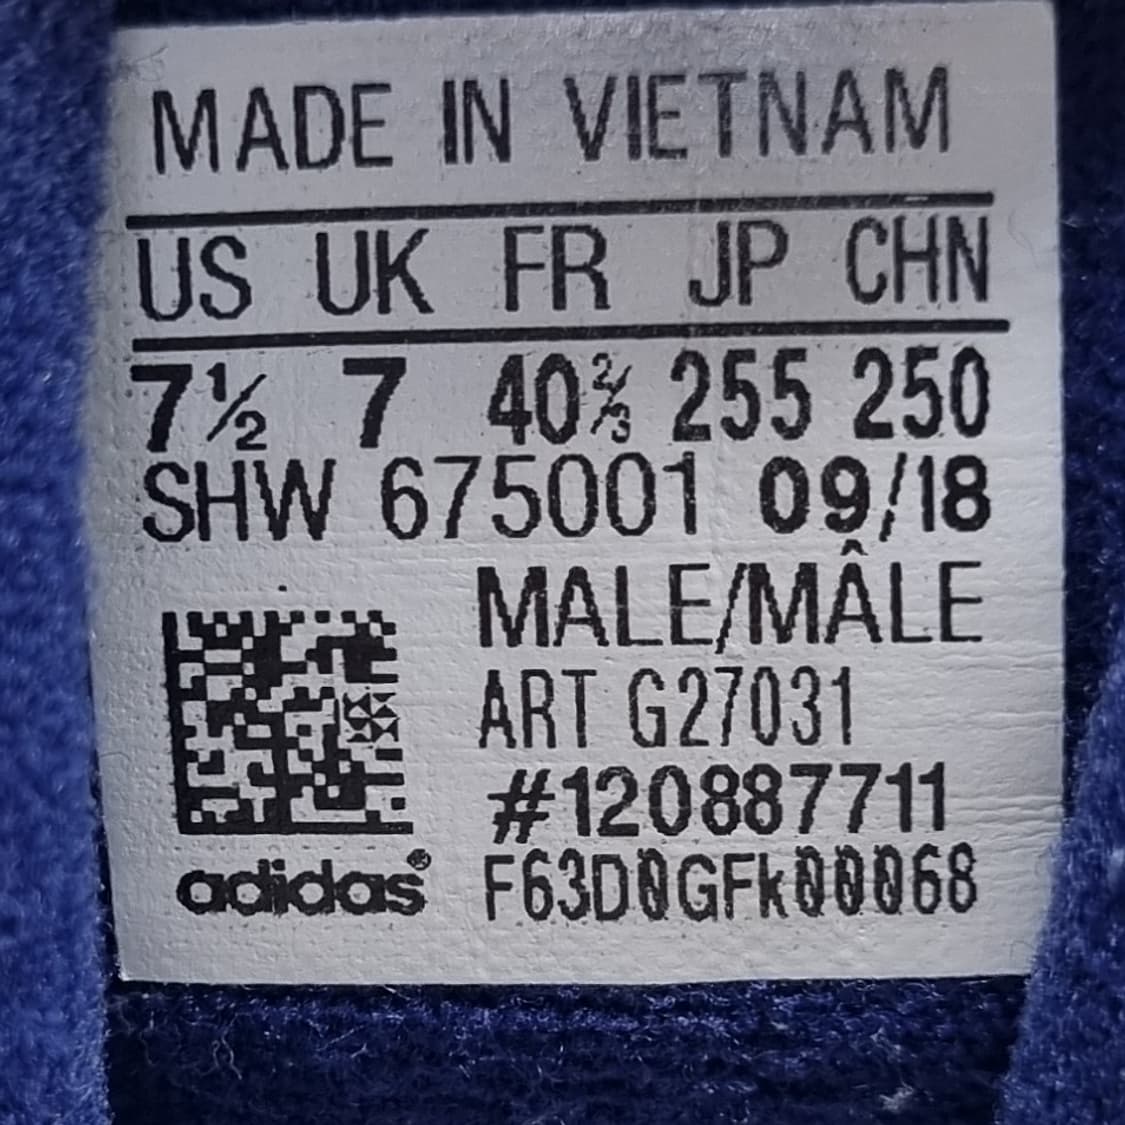 MADE IN VIETNAM
US UK FR JP CHN
7½ 7 40⅔ 255 250
SHW 675001 09/18
MALE/MÂLE
ART G27031
#120887711
adidas® F63D0GFk00068